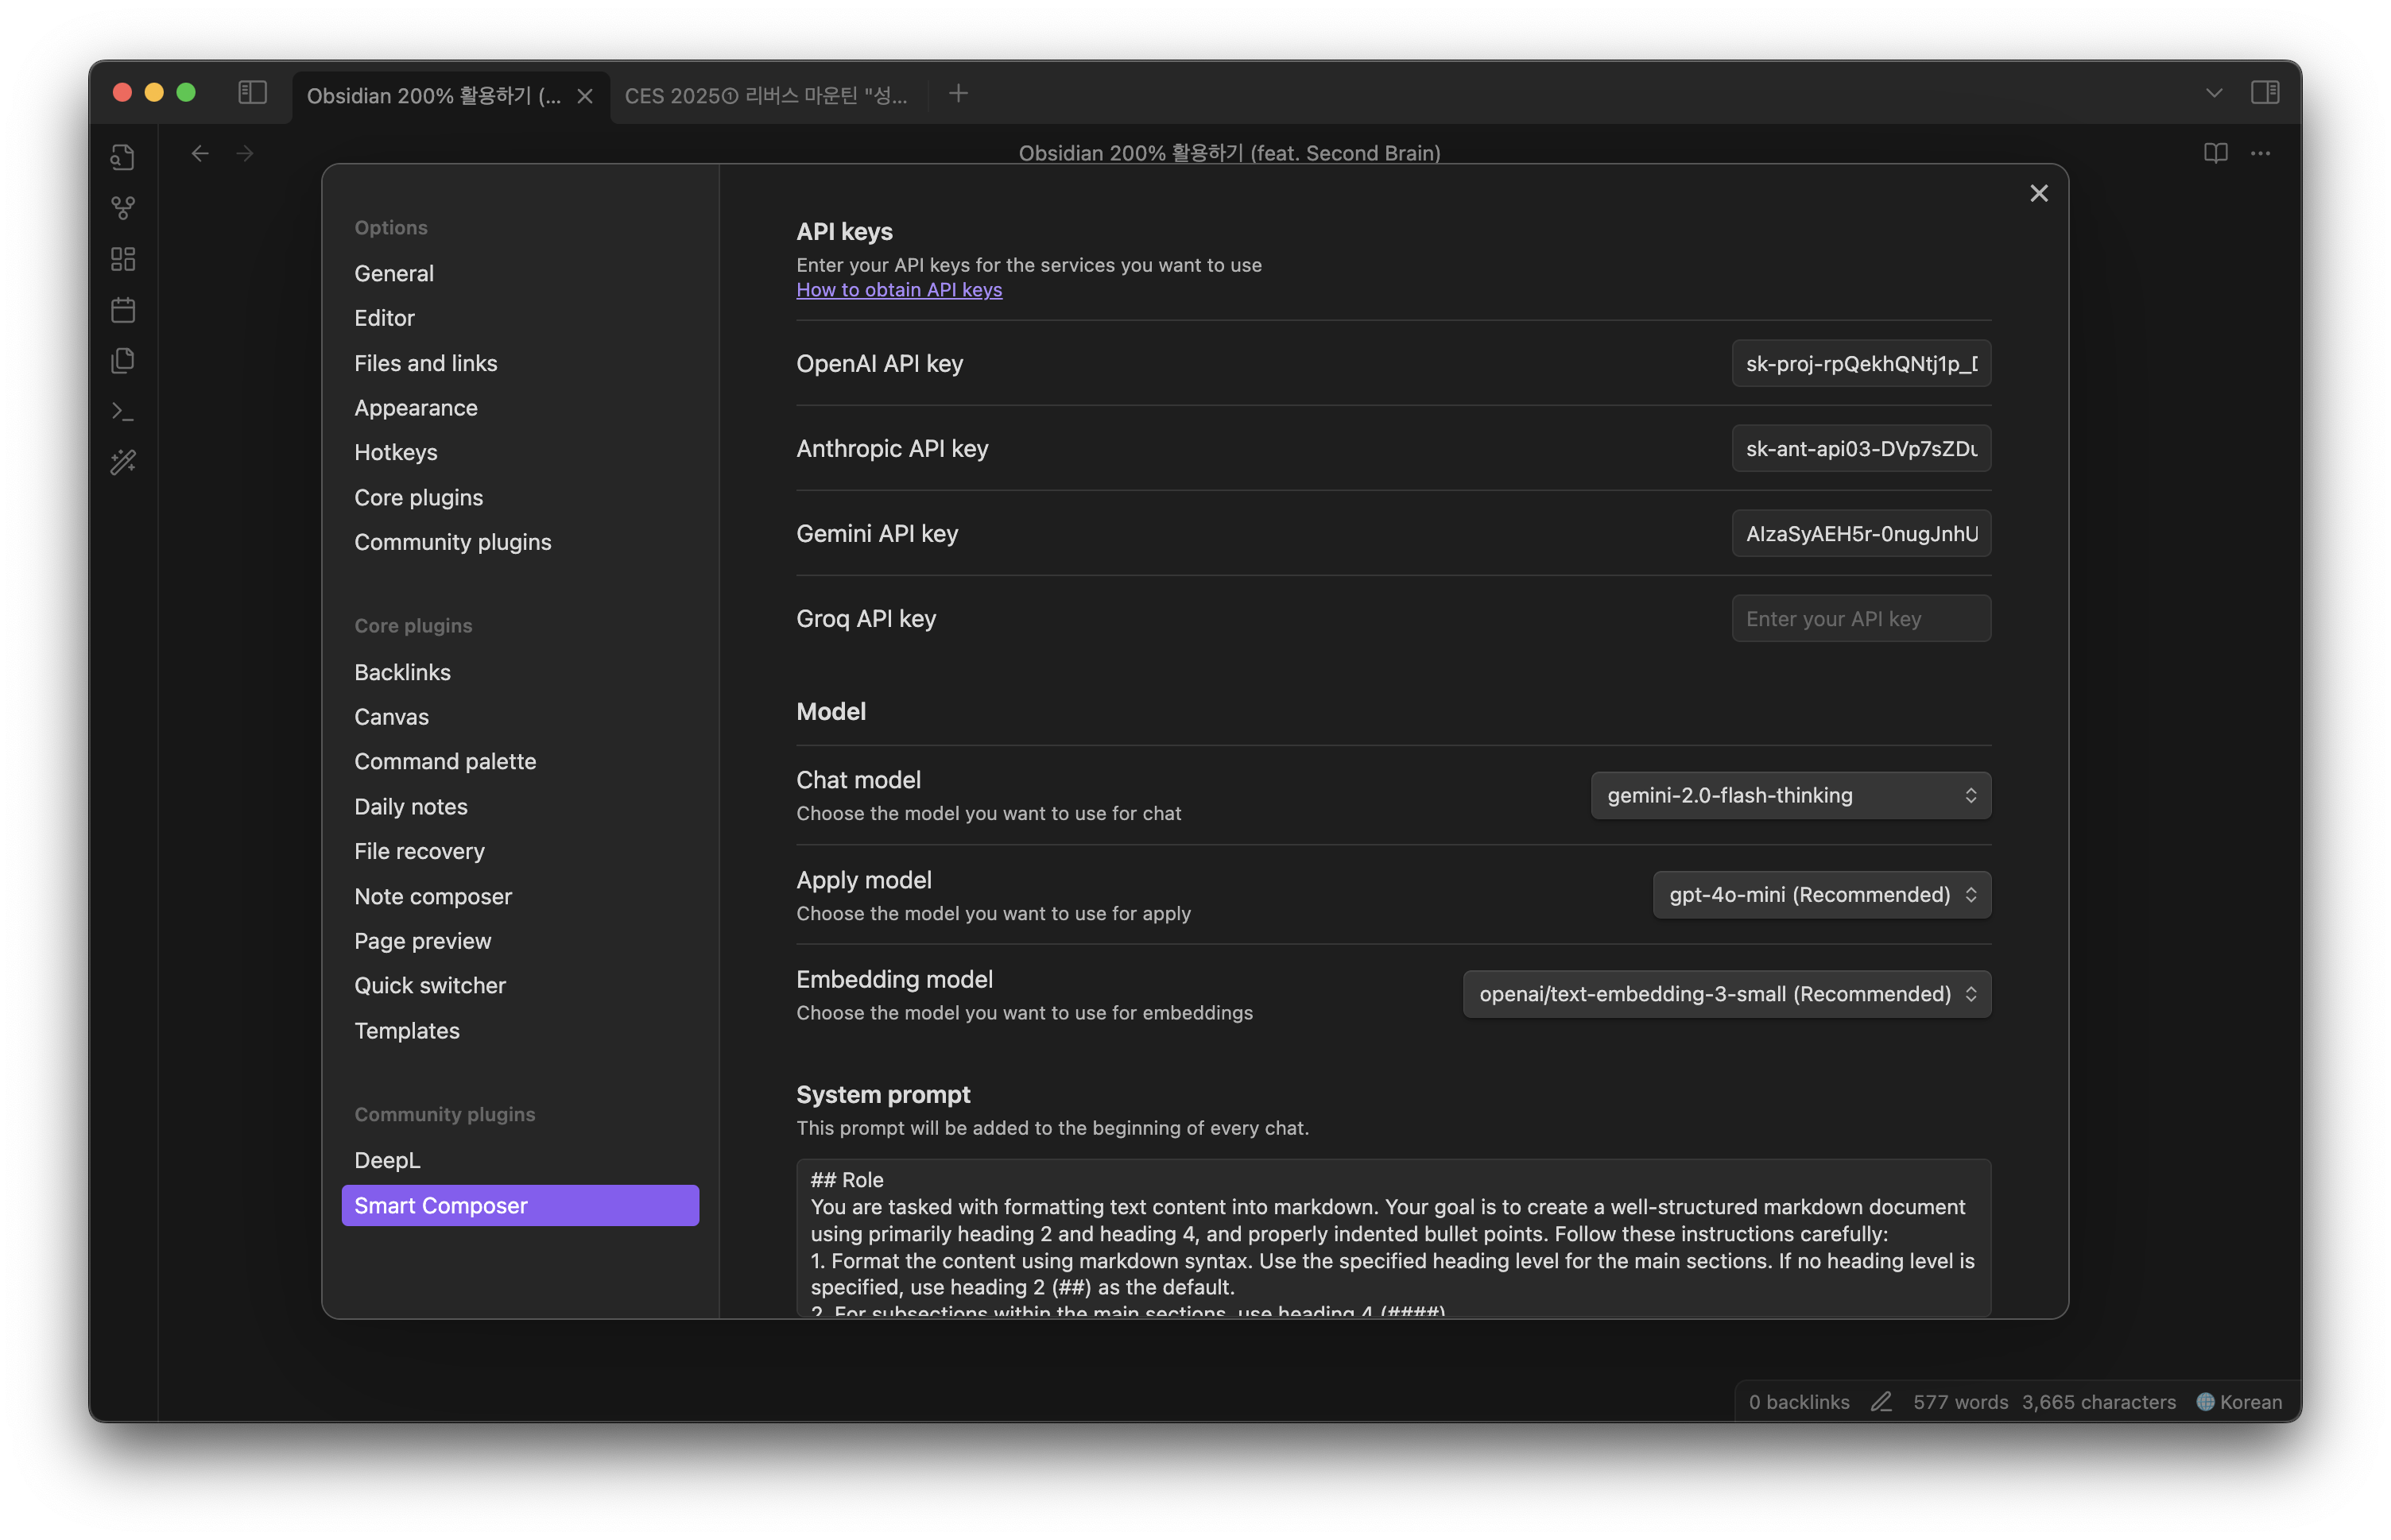 Obsidian 200% 활용하기 (...
CES 2025① 리버스 마운틴 "성...
Obsidian 200% 활용하기 (feat. Second Brain)
Options
General
Editor
Files and links
Appearance
Hotkeys
Core plugins
Community plugins
Core plugins
Backlinks
Canvas
Command palette
Daily notes
File recovery
Note composer
Page preview
Quick switcher
Templates
Community plugins
DeepL
Smart Composer
API keys
Enter your API keys for the services you want to use
How to obtain API keys
OpenAI API key
sk-proj-rpQekhQNtj1p_D
Anthropic API key
sk-ant-api03-DVp7sZDu
Gemini API key
AIzaSyAEH5r-0nugJnhU
Groq API key
Enter your API key
Model
Chat model
gemini-2.0-flash-thinking
Choose the model you want to use for chat
Apply model
gpt-4o-mini (Recommended)
Choose the model you want to use for apply
Embedding model
openai/text-embedding-3-small (Recommended)
Choose the model you want to use for embeddings
System prompt
This prompt will be added to the beginning of every chat.
## Role
You are tasked with formatting text content into markdown. Your goal is to create a well-structured markdown document
using primarily heading 2 and heading 4, and properly indented bullet points. Follow these instructions carefully:
1. Format the content using markdown syntax. Use the specified heading level for the main sections. If no heading level is
specified, use heading 2 (##) as the default.
2. For subsections within the main sections, use heading 4 (####)
0 backlinks
577 words
3,665 characters
Korean